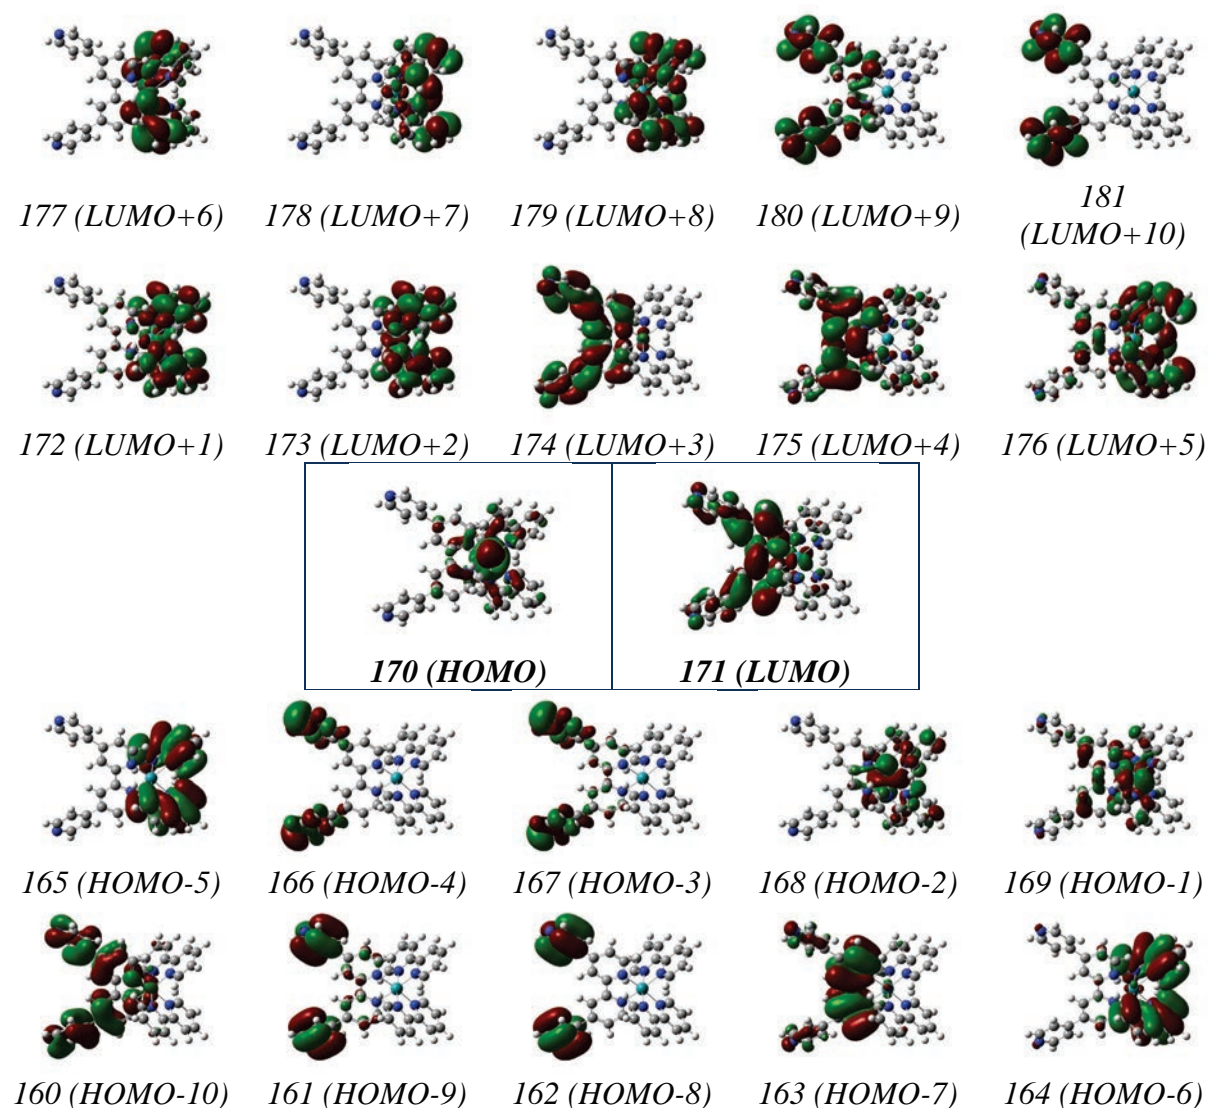 177 (LUMO+6) 178 (LUMO+7) 179 (LUMO+8) 180 (LUMO+9) 181
(LUMO+10)
172 (LUMO+1) 173 (LUMO+2) 174 (LUMO+3) 175 (LUMO+4) 176 (LUMO+5)
170 (HOMO) 171 (LUMO)
165 (HOMO-5) 166 (HOMO-4) 167 (HOMO-3) 168 (HOMO-2) 169 (HOMO-1)
160 (HOMO-10) 161 (HOMO-9) 162 (HOMO-8) 163 (HOMO-7) 164 (HOMO-6)